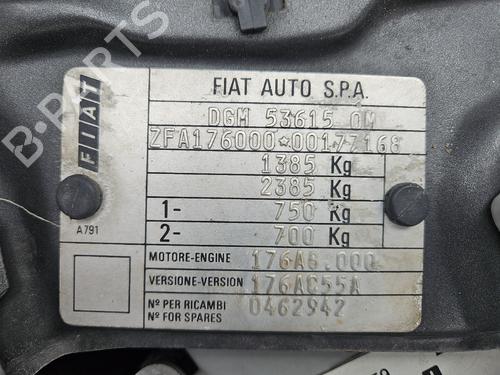 B-PARTS
FIAT
FIAT AUTO S.P.A.
DGM 53615 OM
ZFA176000*00177168
1385 Kg
2385 Kg
1- 750 Kg
2- 700 Kg
A791
MOTORE-ENGINE 176A8.000
VERSIONE-VERSION 176AC55A
Nº PER RICAMBI
Nº FOR SPARES 0462942